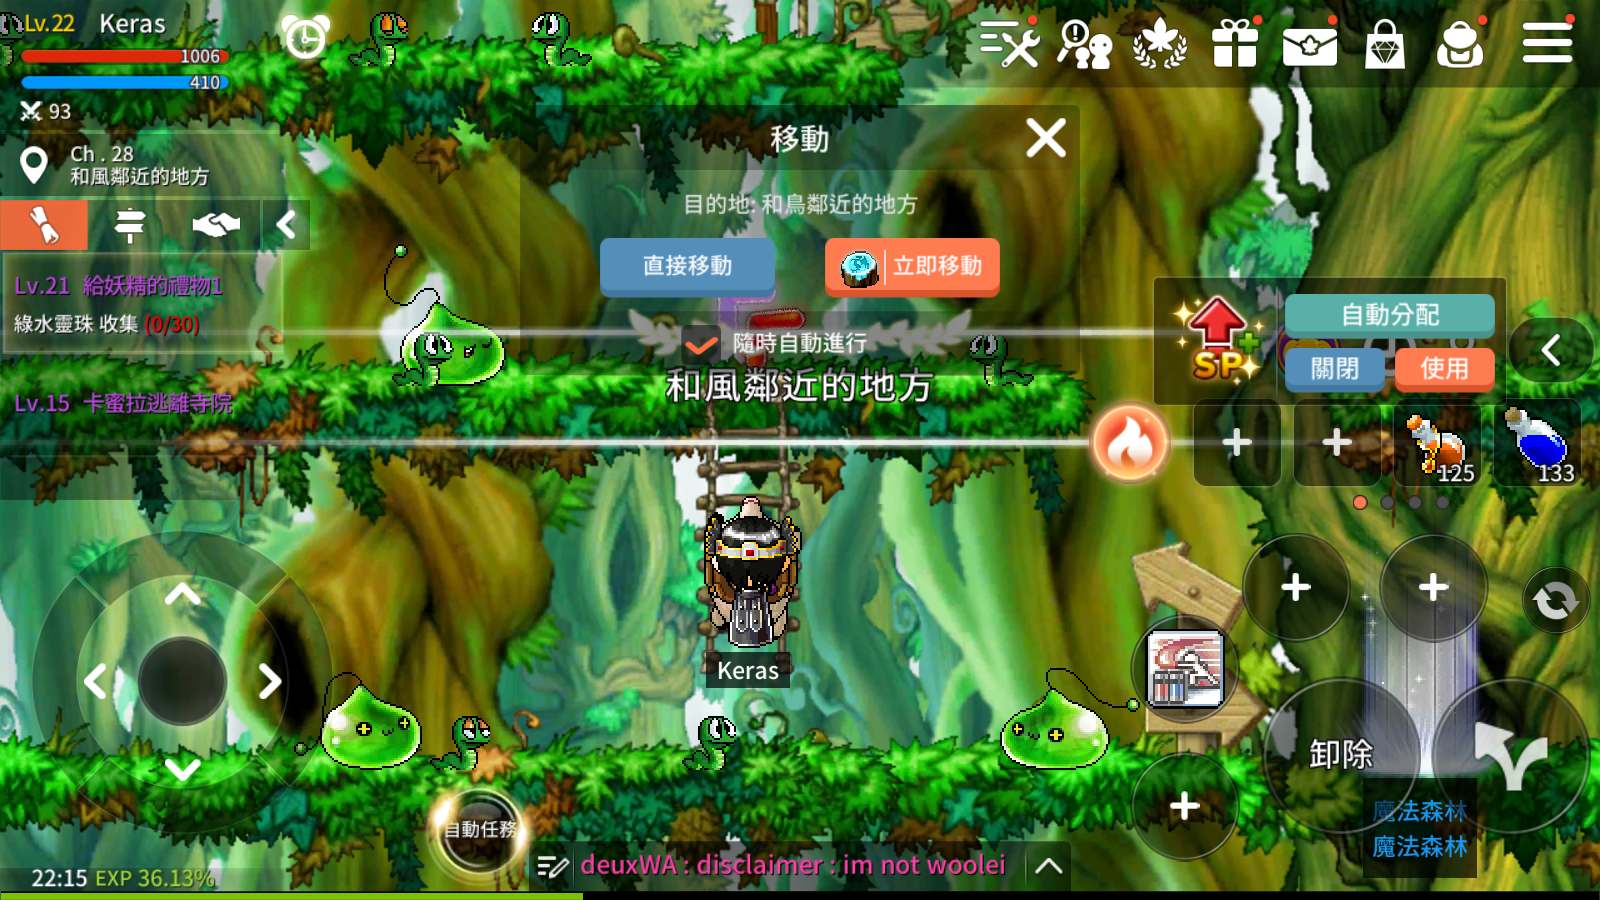 Lv.22 Keras
1006
410
93
Ch . 28
和風鄰近的地方
Lv.21 給妖精的禮物1
綠水靈珠 收集 (0/30)
Lv.15 卡蜜拉逃離寺院
移動
目的地: 和鳥鄰近的地方
直接移動
立即移動
隨時自動進行
和風鄰近的地方
SP
自動分配
關閉
使用
125
133
Keras
卸除
自動任務
魔法森林
魔法森林
deuxWA : disclaimer : im not woolei
22:15 EXP 36.13%